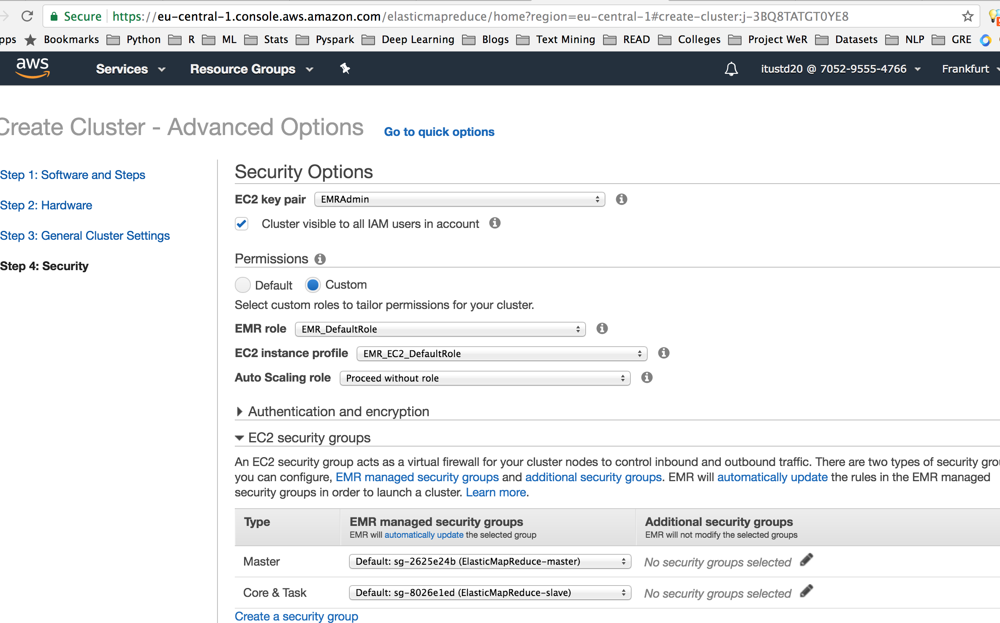 Secure https://eu-central-1.console.aws.amazon.com/elasticmapreduce/home?region=eu-central-1#create-cluster:j-3BQ8TATGT0YE8
pps Bookmarks Python R ML Stats Pyspark Deep Learning Blogs Text Mining READ Colleges Project WeR Datasets NLP GRE
aws Services Resource Groups itustd20 @ 7052-9555-4766 Frankfurt
Create Cluster - Advanced Options Go to quick options
Step 1: Software and Steps
Step 2: Hardware
Step 3: General Cluster Settings
Step 4: Security
Security Options
EC2 key pair EMRAdmin
Cluster visible to all IAM users in account
Permissions
Default Custom
Select custom roles to tailor permissions for your cluster.
EMR role EMR_DefaultRole
EC2 instance profile EMR_EC2_DefaultRole
Auto Scaling role Proceed without role
Authentication and encryption
EC2 security groups
An EC2 security group acts as a virtual firewall for your cluster nodes to control inbound and outbound traffic. There are two types of security gro
you can configure, EMR managed security groups and additional security groups. EMR will automatically update the rules in the EMR managed
security groups in order to launch a cluster. Learn more.
Type EMR managed security groups Additional security groups
EMR will automatically update the selected group EMR will not modify the selected groups
Master Default: sg-2625e24b (ElasticMapReduce-master) No security groups selected
Core & Task Default: sg-8026e1ed (ElasticMapReduce-slave) No security groups selected
Create a security group